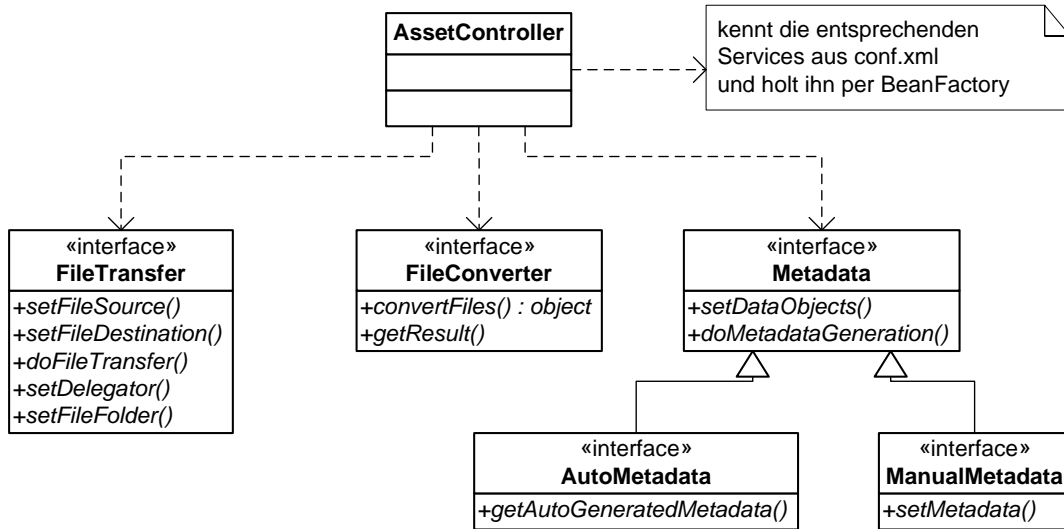 AssetController
kennt die entsprechenden
Services aus conf.xml
und holt ihn per BeanFactory
«interface»
FileTransfer
+setFileSource()
+setFileDestination()
+doFileTransfer()
+setDelegator()
+setFileFolder()
«interface»
FileConverter
+convertFiles() : object
+getResult()
«interface»
Metadata
+setDataObjects()
+doMetadataGeneration()
«interface»
AutoMetadata
+getAutoGeneratedMetadata()
«interface»
ManualMetadata
+setMetadata()